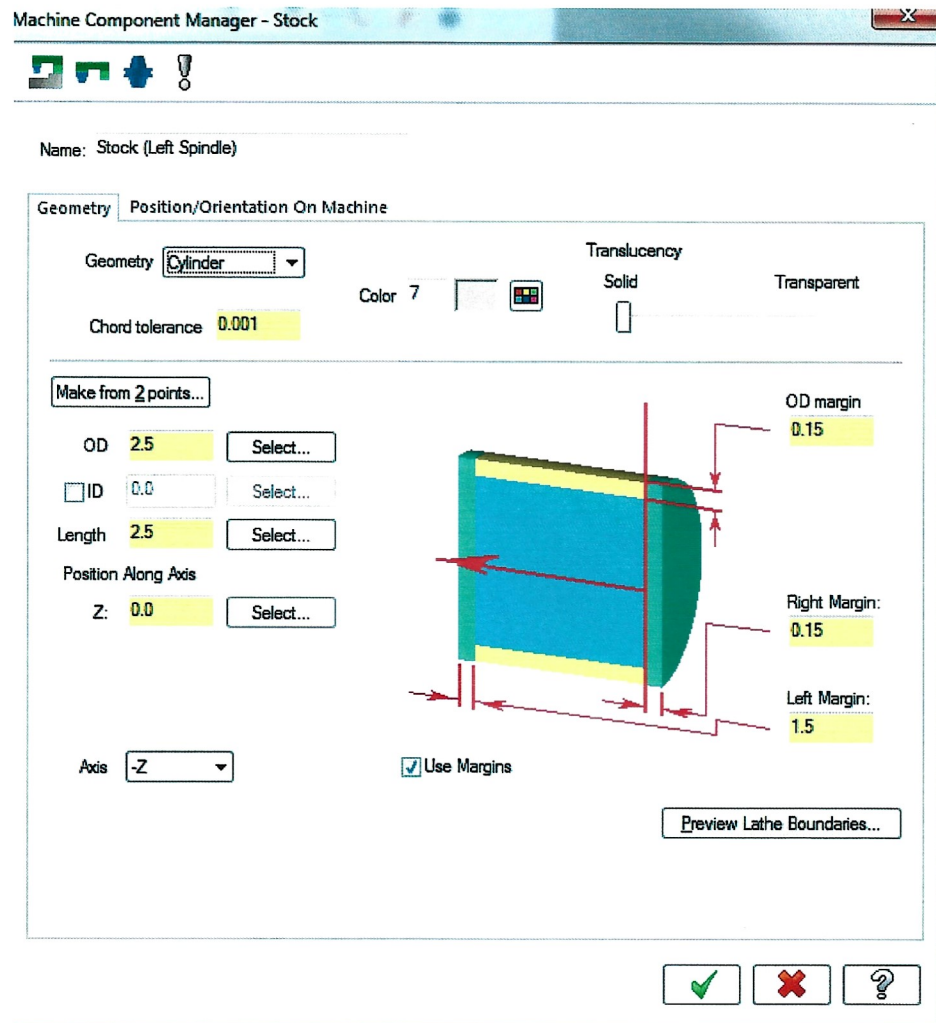 Machine Component Manager - Stock
Name: Stock (Left Spindle)
Geometry Position/Orientation On Machine
Geometry Cylinder
Chord tolerance 0.001
Color 7
Translucency
Solid Transparent
Make from 2 points...
OD 2.5 Select...
ID 0.0 Select...
Length 2.5 Select...
Position Along Axis
Z: 0.0 Select...
OD margin
0.15
Right Margin:
0.15
Left Margin:
1.5
Axis -Z
Use Margins
Preview Lathe Boundaries...